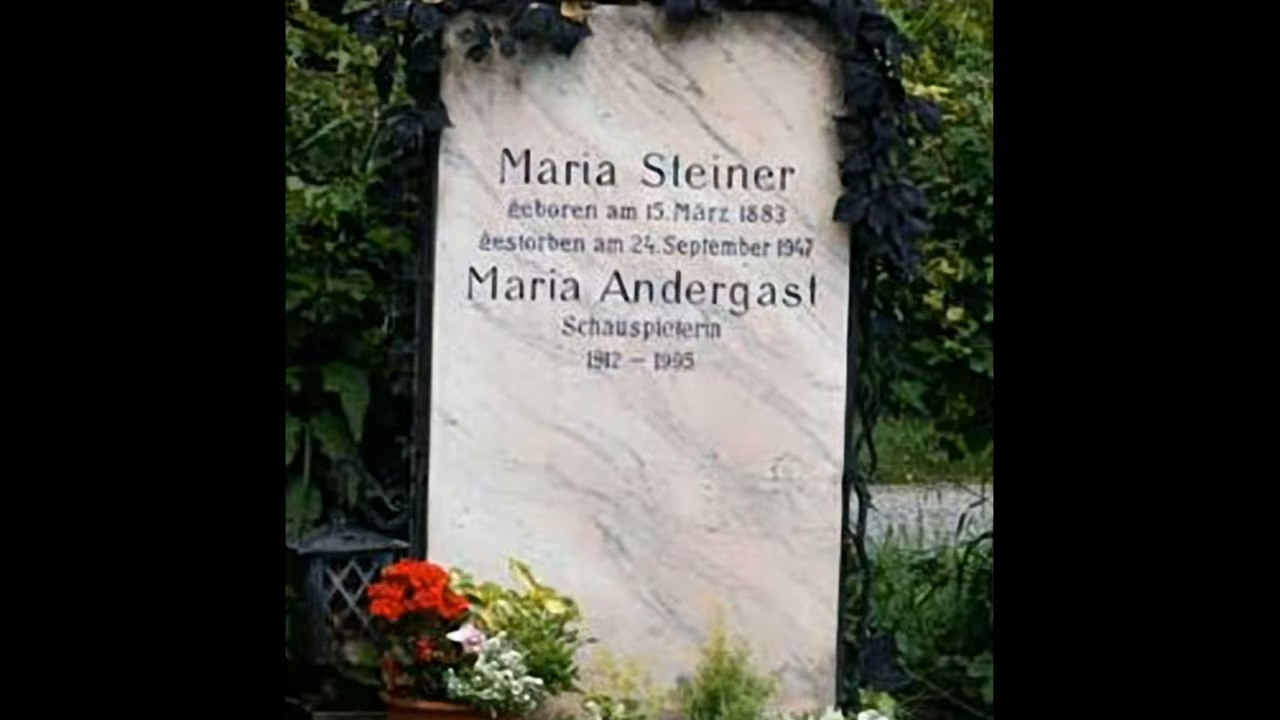 Maria Steiner
geboren am 15. März 1883
gestorben am 24. September 1947
Maria Andergast
Schauspielerin
1912 – 1995